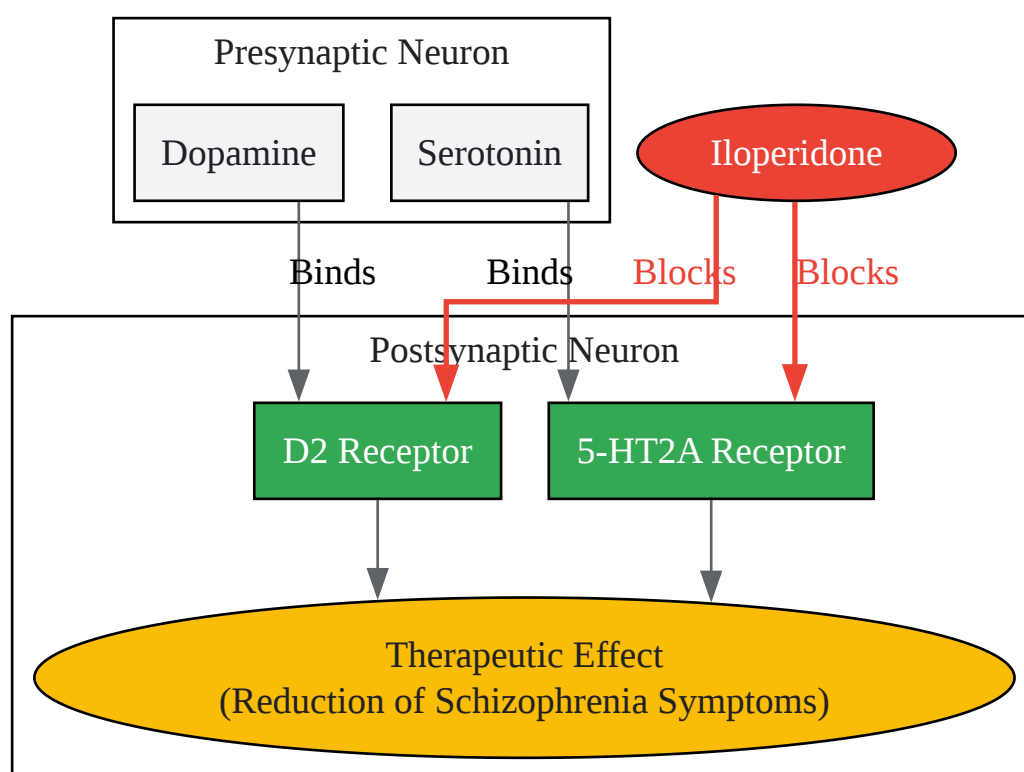 Presynaptic Neuron
Dopamine
Serotonin
Iloperidone
Binds
Binds
Blocks
Blocks
Postsynaptic Neuron
D2 Receptor
5-HT2A Receptor
Therapeutic Effect
(Reduction of Schizophrenia Symptoms)